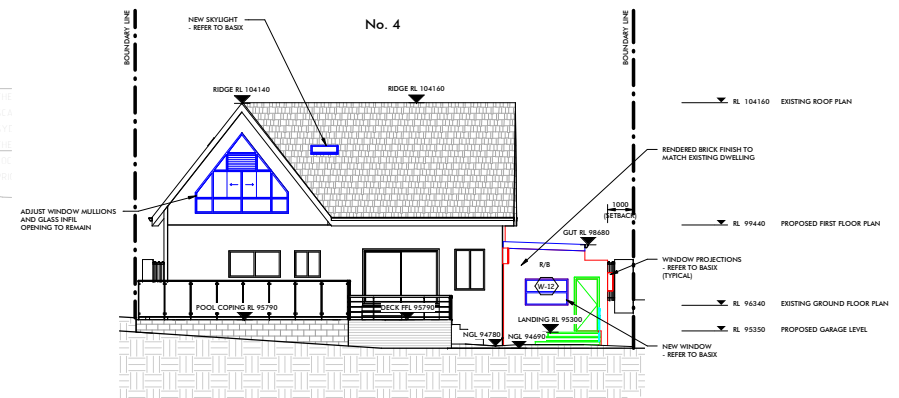 No. 4
NEW SKYLIGHT
- REFER TO BASIX
BOUNDARY LINE
BOUNDARY LINE
RIDGE RL 104140
RIDGE RL 104160
RL 104160 EXISTING ROOF PLAN
RENDERED BRICK FINISH TO
MATCH EXISTING DWELLING
ADJUST WINDOW MULLIONS
AND GLASS INFIL
OPENING TO REMAIN
1000
(SETBACK)
RL 99440 PROPOSED FIRST FLOOR PLAN
GUT RL 98680
R/B
WINDOW PROJECTIONS
- REFER TO BASIX
(TYPICAL)
W-12
POOL COPING RL 95790
DECK FFL 95790
RL 96340 EXISTING GROUND FLOOR PLAN
LANDING RL 95300
RL 95350 PROPOSED GARAGE LEVEL
NGL 94780
NGL 94690
NEW WINDOW
- REFER TO BASIX